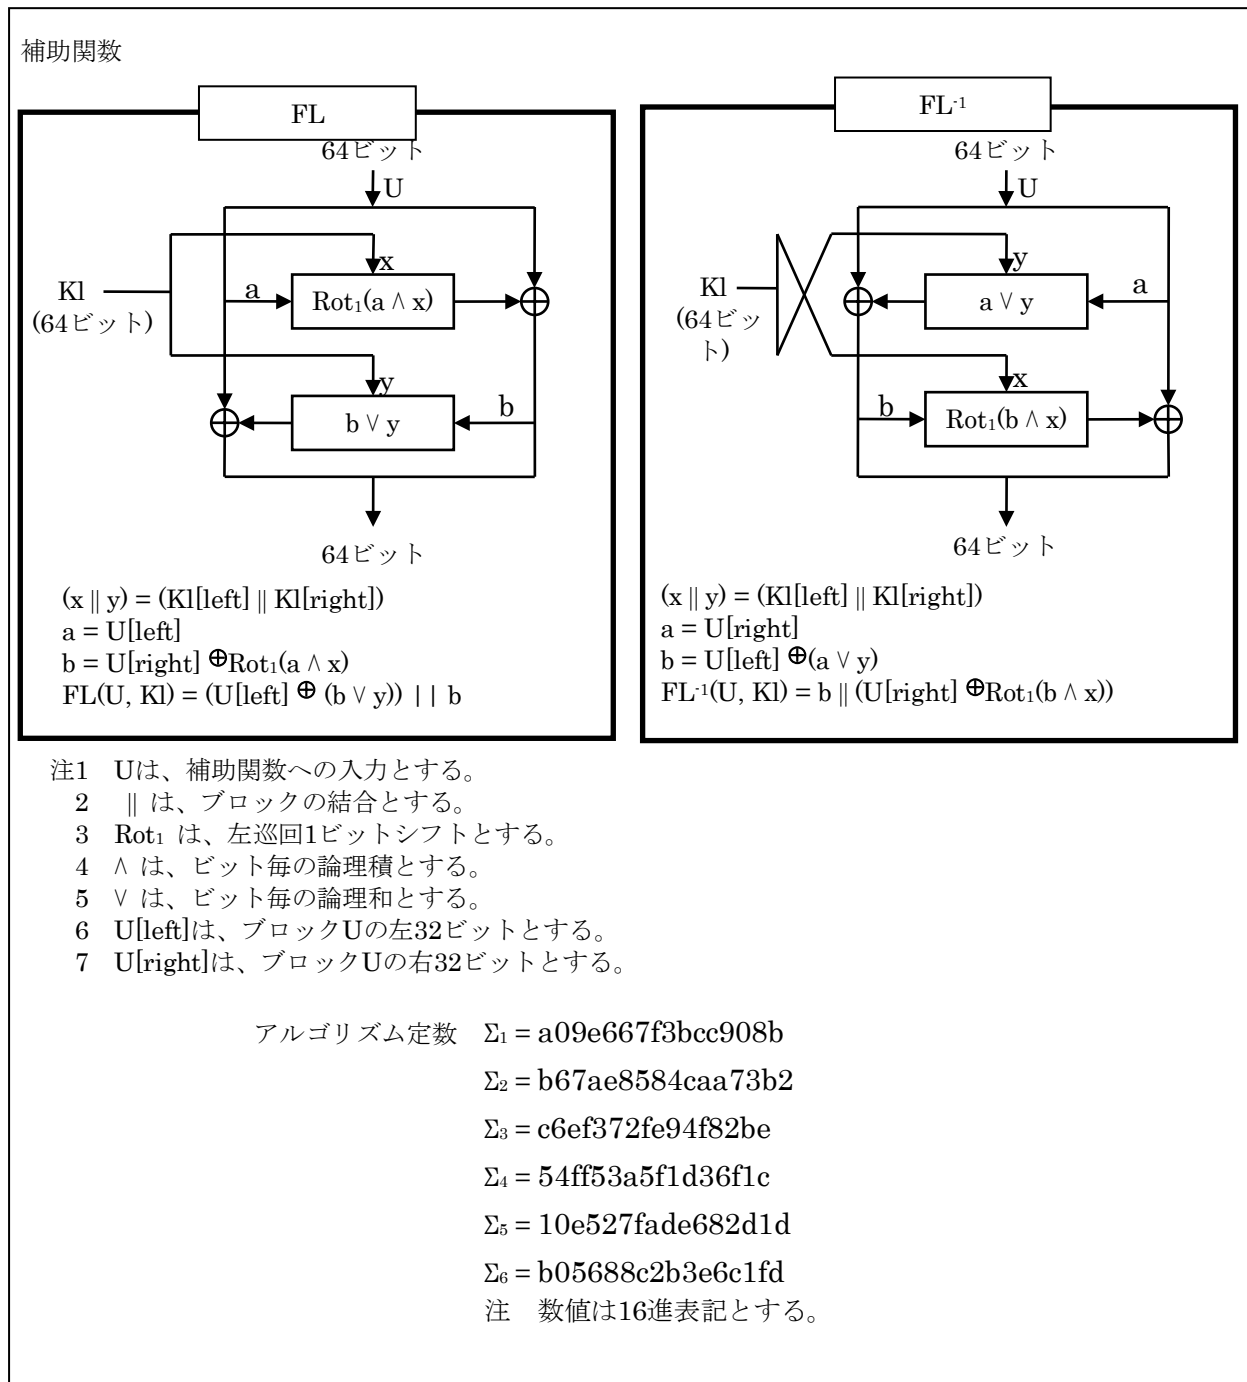 補助関数
FL
64ビット
U
x
Kl
(64ビット)
a
Rot₁(a ∧ x)
y
b ∨ y
b
64ビット
(x ‖ y) = (Kl[left] ‖ Kl[right])
a = U[left]
b = U[right] ⊕Rot₁(a ∧ x)
FL(U, Kl) = (U[left] ⊕ (b ∨ y)) || b
FL⁻¹
64ビット
U
y
Kl
(64ビッ
ト)
a ∨ y
a
x
b
Rot₁(b ∧ x)
64ビット
(x ‖ y) = (Kl[left] ‖ Kl[right])
a = U[right]
b = U[left] ⊕(a ∨ y)
FL⁻¹(U, Kl) = b ‖ (U[right] ⊕Rot₁(b ∧ x))
注1 Uは、補助関数への入力とする。
2 ‖ は、ブロックの結合とする。
3 Rot₁ は、左巡回1ビットシフトとする。
4 ∧ は、ビット毎の論理積とする。
5 ∨ は、ビット毎の論理和とする。
6 U[left]は、ブロックUの左32ビットとする。
7 U[right]は、ブロックUの右32ビットとする。
アルゴリズム定数 Σ₁ = a09e667f3bcc908b
Σ₂ = b67ae8584caa73b2
Σ₃ = c6ef372fe94f82be
Σ₄ = 54ff53a5f1d36f1c
Σ₅ = 10e527fade682d1d
Σ₆ = b05688c2b3e6c1fd
注 数値は16進表記とする。